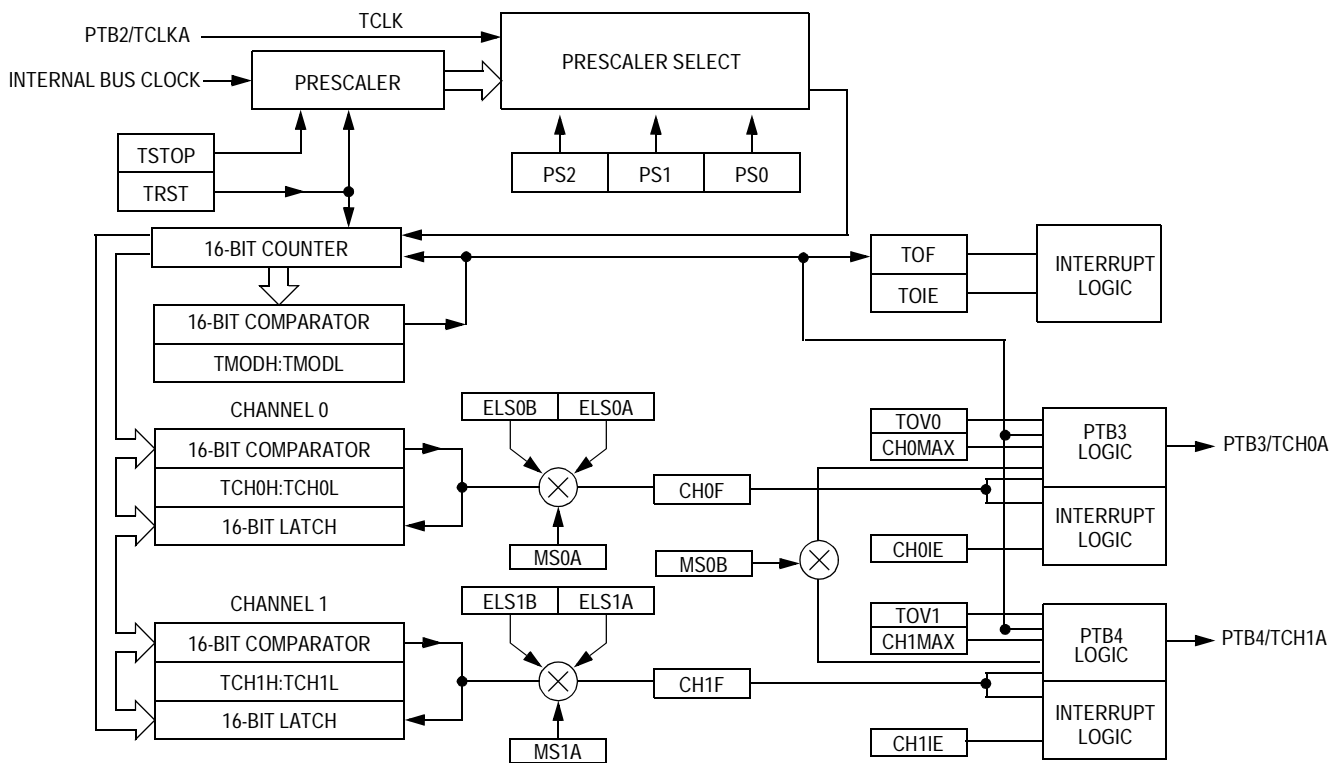 TCLK
PTB2/TCLKA
PRESCALER SELECT
INTERNAL BUS CLOCK
PRESCALER
TSTOP
PS2
PS1
PS0
TRST
16-BIT COUNTER
TOF
INTERRUPT
LOGIC
TOIE
16-BIT COMPARATOR
TMODH:TMODL
CHANNEL 0
ELS0B
ELS0A
TOV0
PTB3
LOGIC
PTB3/TCH0A
16-BIT COMPARATOR
CH0MAX
TCH0H:TCH0L
CH0F
16-BIT LATCH
INTERRUPT
LOGIC
MS0A
MS0B
CH0IE
CHANNEL 1
ELS1B
ELS1A
TOV1
PTB4
LOGIC
PTB4/TCH1A
16-BIT COMPARATOR
CH1MAX
TCH1H:TCH1L
CH1F
16-BIT LATCH
INTERRUPT
LOGIC
MS1A
CH1IE